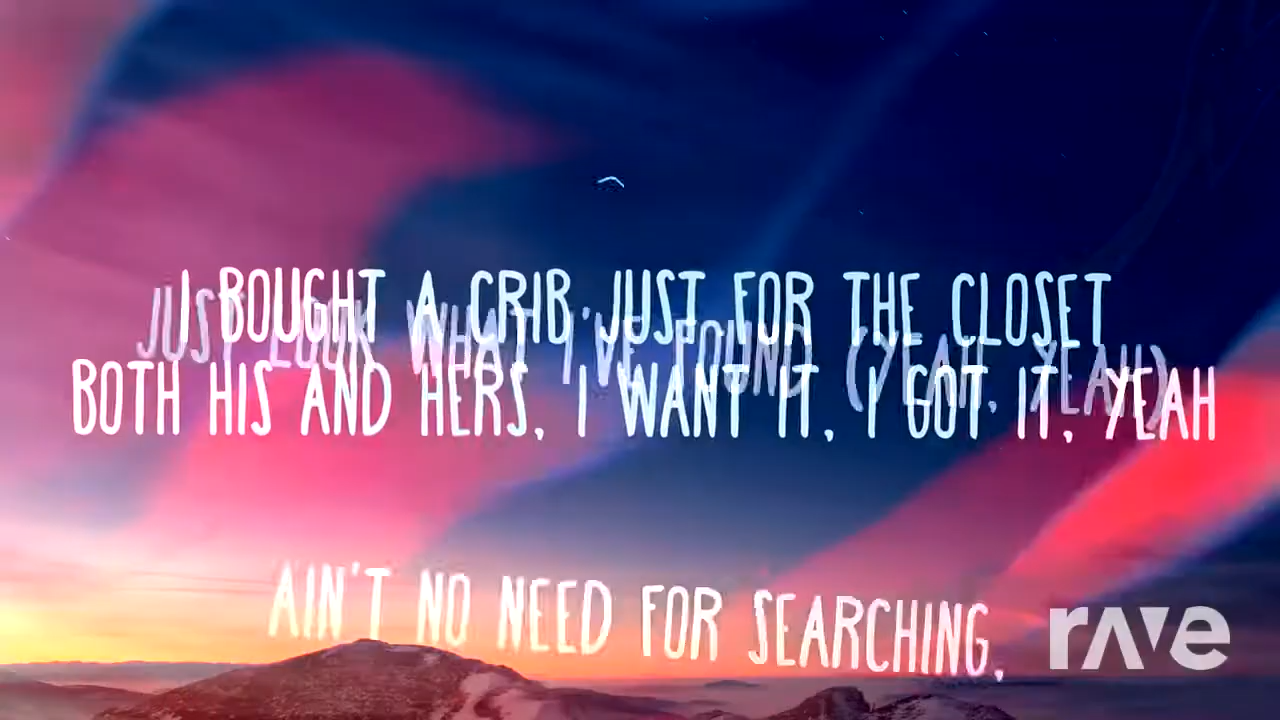 I BOUGHT A CRIB, JUST FOR THE CLOSET
JUST LOOK WHAT I'VE FOUND (YEAH, YEAH)
BOTH HIS AND HERS, I WANT IT, I GOT IT, YEAH
AIN'T NO NEED FOR SEARCHING,
rave